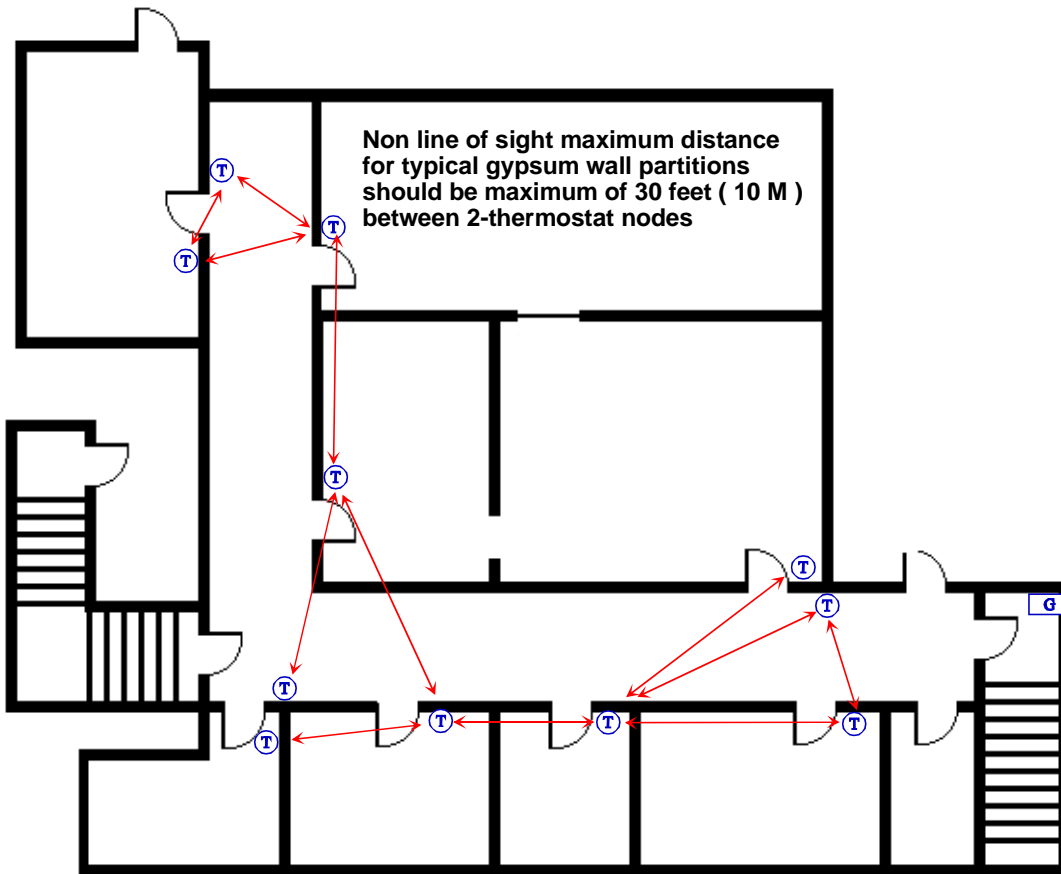 Non line of sight maximum distance
for typical gypsum wall partitions
should be maximum of 30 feet ( 10 M )
between 2-thermostat nodes
T
T
T
T
T
T
G
T
T
T
T
T